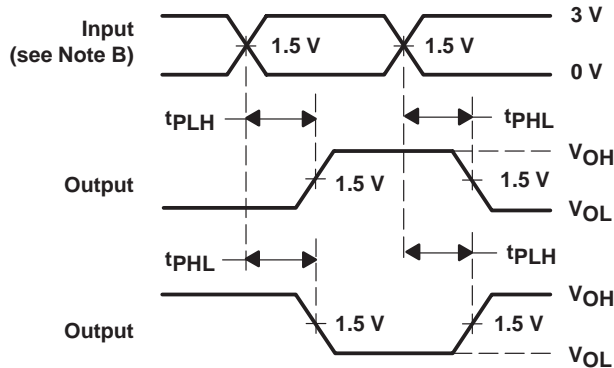 Input
(see Note B)
1.5 V
1.5 V
3 V
0 V
tPLH
tPHL
Output
1.5 V
1.5 V
VOH
VOL
tPHL
tPLH
Output
1.5 V
1.5 V
VOH
VOL